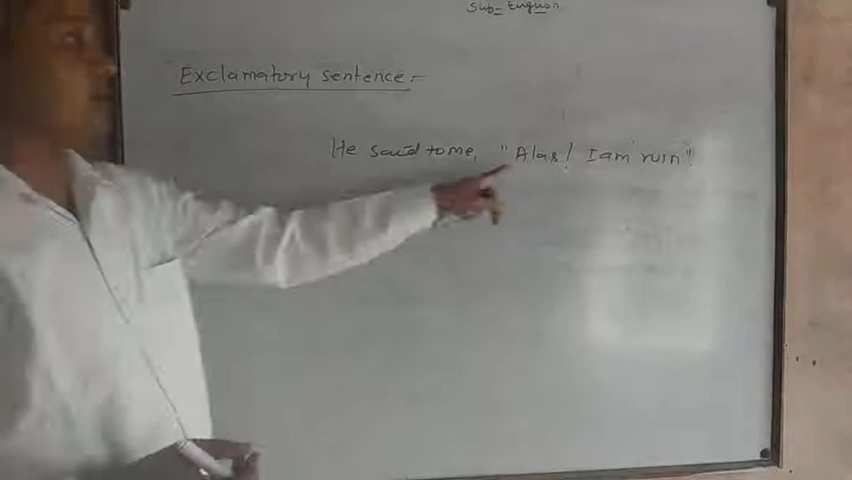 Sub- English
Exclamatory sentence:-
He said to me, "Alas! I am ruin".